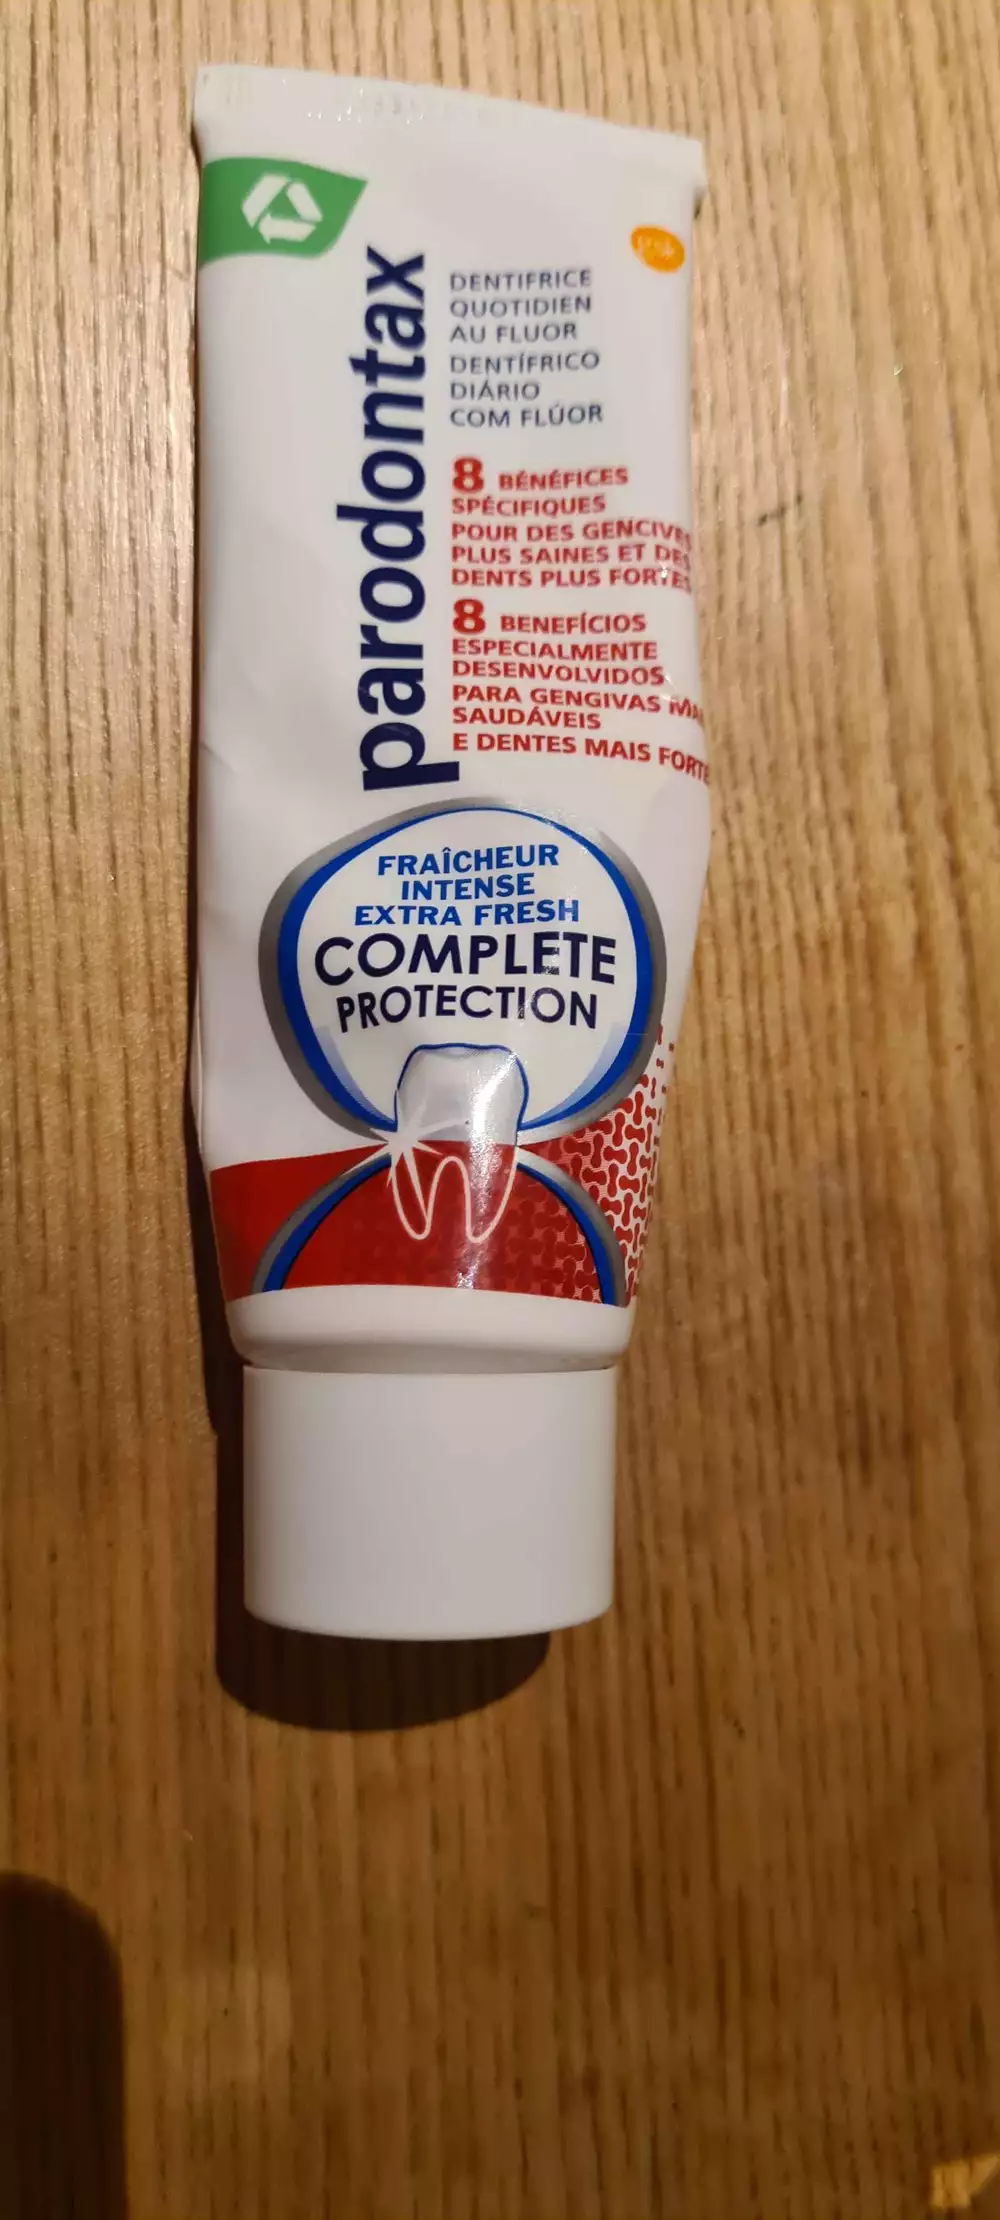 parodontax
DENTIFRICE
QUOTIDIEN
AU FLUOR
DENTÍFRICO
DIÁRIO
COM FLÚOR
8 BÉNÉFICES
SPÉCIFIQUES
POUR DES GENCIVES
PLUS SAINES ET DES
DENTS PLUS FORTES
8 BENEFÍCIOS
ESPECIALMENTE
DESENVOLVIDOS
PARA GENGIVAS
SAUDÁVEIS
E DENTES MAIS FORTE
FRAÎCHEUR
INTENSE
EXTRA FRESH
COMPLETE
PROTECTION